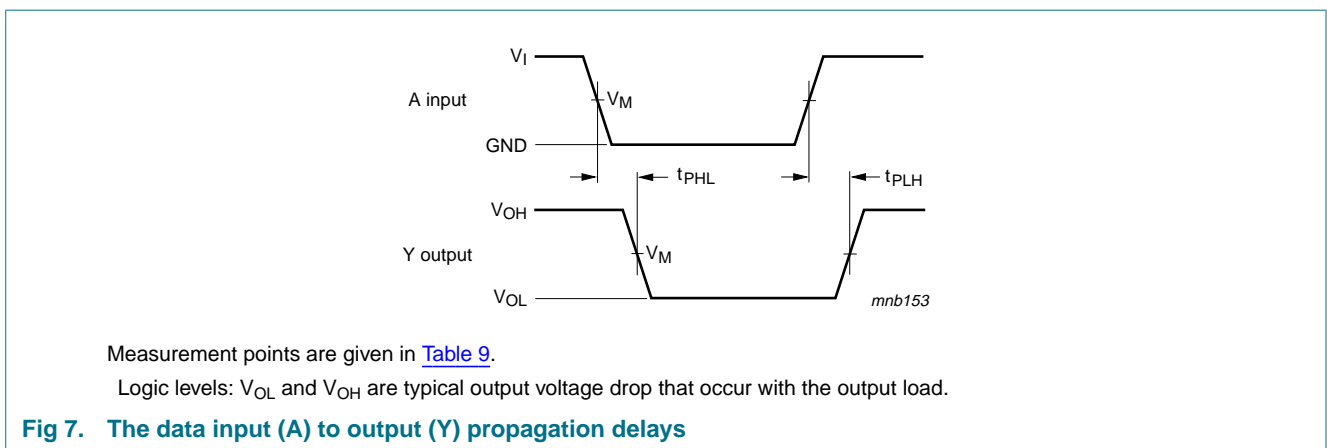 V_I
A input
V_M
GND
t_PHL
t_PLH
V_OH
Y output
V_M
V_OL
mnb153
Measurement points are given in Table 9.
Logic levels: V_OL and V_OH are typical output voltage drop that occur with the output load.
Fig 7. The data input (A) to output (Y) propagation delays